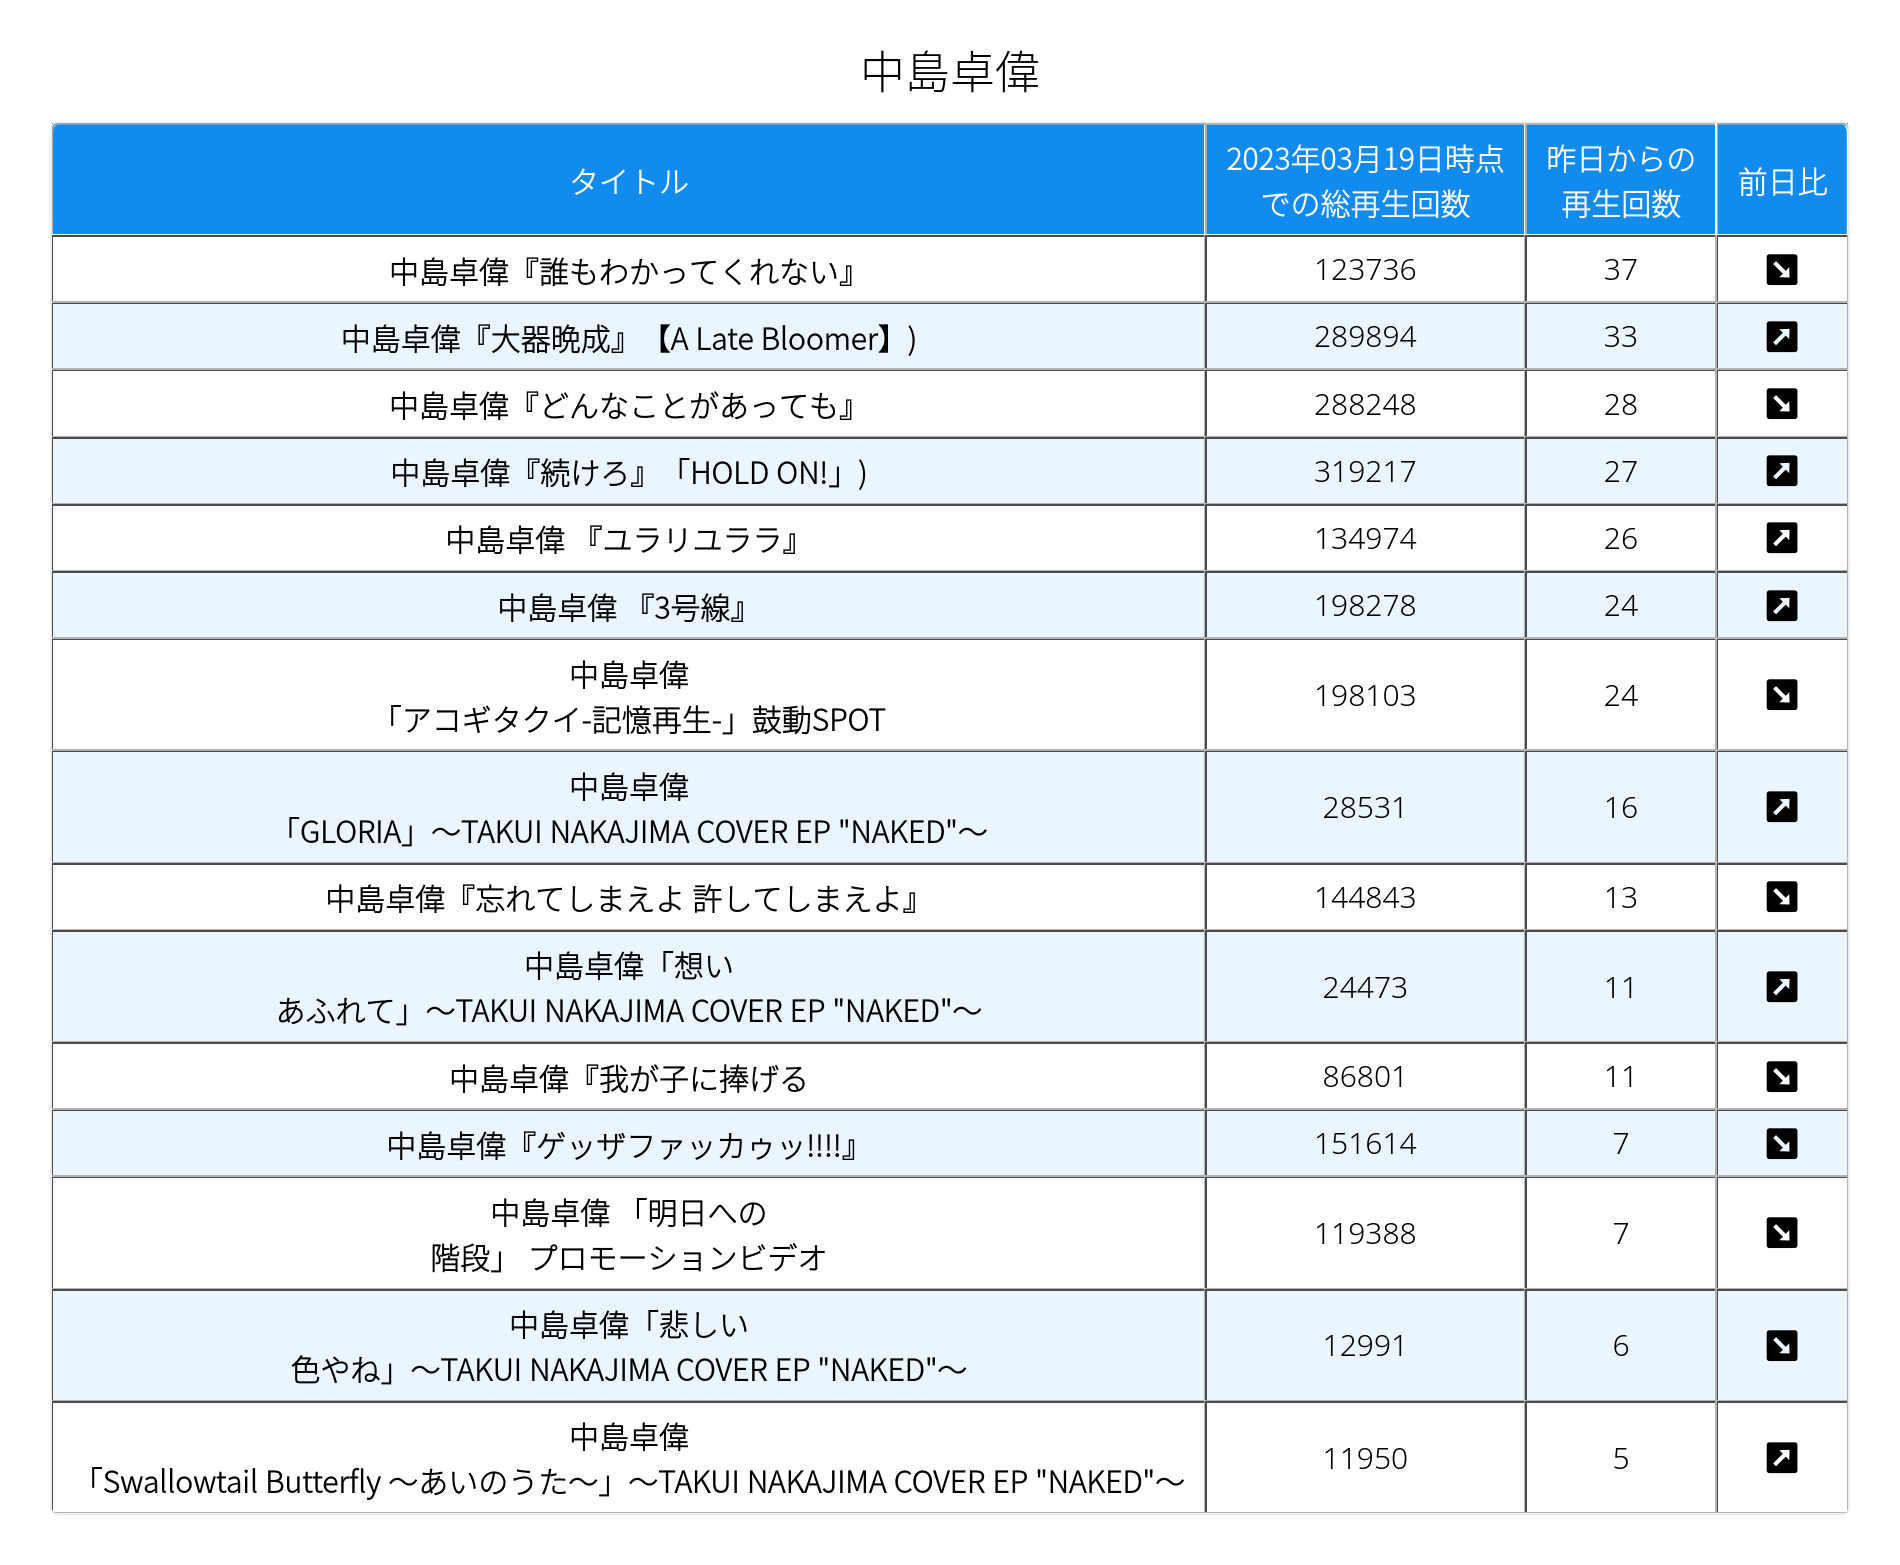 中島卓偉
タイトル
2023年03月19日時点
での総再生回数
昨日からの
再生回数
前日比
中島卓偉『誰もわかってくれない』
123736
37
中島卓偉『大器晩成』【A Late Bloomer】)
289894
33
中島卓偉『どんなことがあっても』
288248
28
中島卓偉『続けろ』「HOLD ON!」)
319217
27
中島卓偉 『ユラリユララ』
134974
26
中島卓偉 『3号線』
198278
24
中島卓偉
「アコギタクイ-記憶再生-」鼓動SPOT
198103
24
中島卓偉
「GLORIA」～TAKUI NAKAJIMA COVER EP "NAKED"～
28531
16
中島卓偉『忘れてしまえよ 許してしまえよ』
144843
13
中島卓偉「想い
あふれて」～TAKUI NAKAJIMA COVER EP "NAKED"～
24473
11
中島卓偉『我が子に捧げる
86801
11
中島卓偉『ゲッザファッカゥッ!!!!』
151614
7
中島卓偉 「明日への
階段」 プロモーションビデオ
119388
7
中島卓偉「悲しい
色やね」～TAKUI NAKAJIMA COVER EP "NAKED"～
12991
6
中島卓偉
「Swallowtail Butterfly ～あいのうた～」～TAKUI NAKAJIMA COVER EP "NAKED"～
11950
5